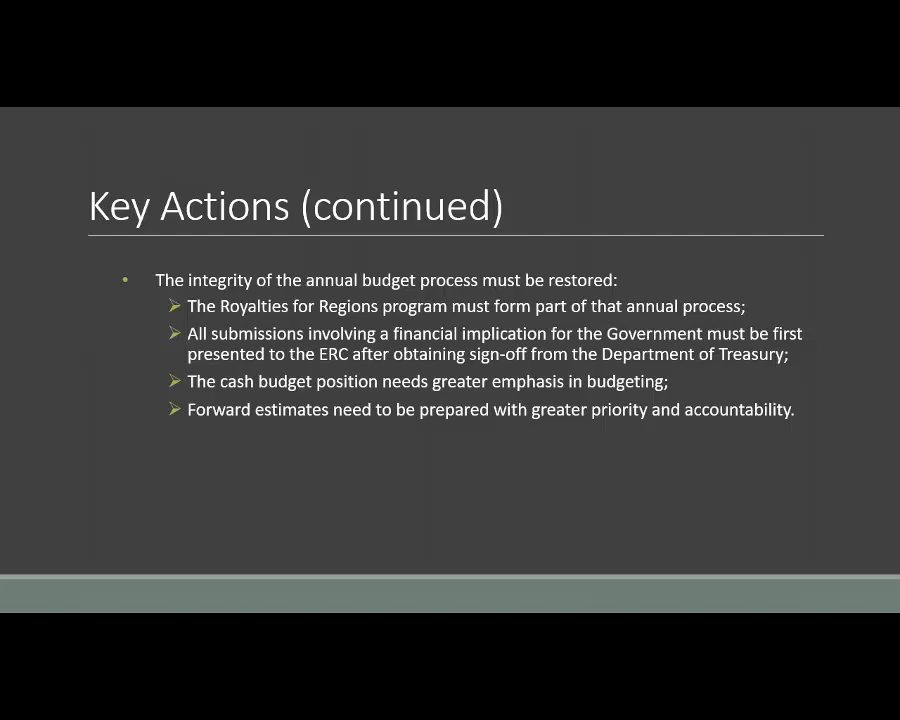 Key Actions (continued)
• The integrity of the annual budget process must be restored:
➢ The Royalties for Regions program must form part of that annual process;
➢ All submissions involving a financial implication for the Government must be first
presented to the ERC after obtaining sign-off from the Department of Treasury;
➢ The cash budget position needs greater emphasis in budgeting;
➢ Forward estimates need to be prepared with greater priority and accountability.